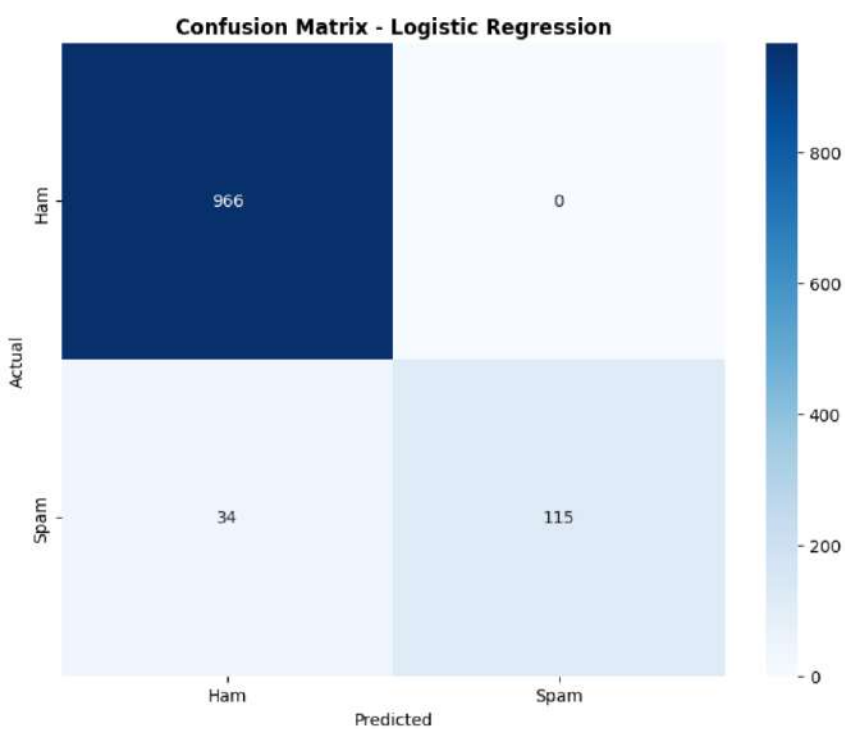 Confusion Matrix - Logistic Regression
Ham
966
0
800
600
Actual
400
Spam
34
115
200
0
Ham
Spam
Predicted